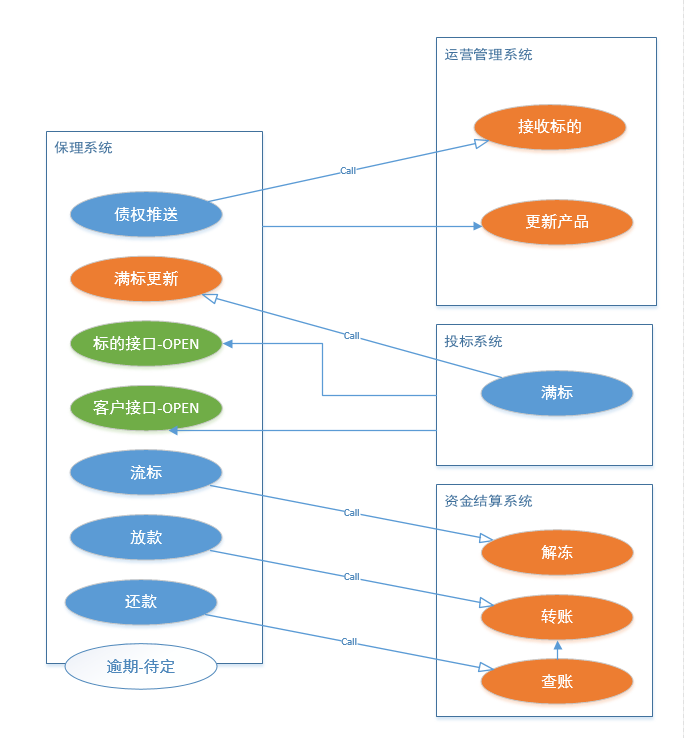 运营管理系统
接收标的
更新产品
保理系统
债权推送
满标更新
标的接口-OPEN
客户接口-OPEN
流标
放款
还款
逾期-待定
Call
Call
Call
Call
Call
投标系统
满标
资金结算系统
解冻
转账
查账